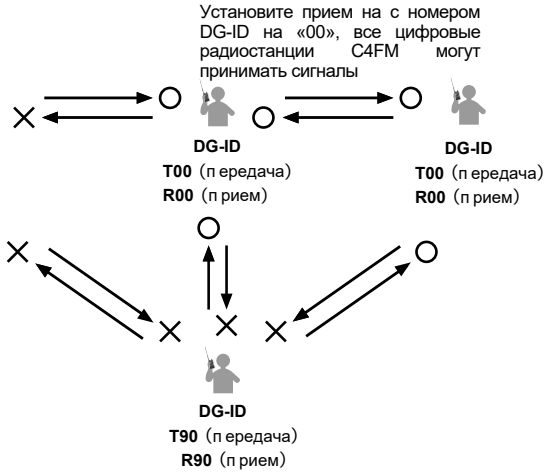 Установите прием на с номером
DG-ID на «00», все цифровые
радиостанции C4FM могут
принимать сигналы
DG-ID
T00 (п ередача)
R00 (п рием)
DG-ID
T00 (п ередача)
R00 (п рием)
DG-ID
T90 (п ередача)
R90 (п рием)